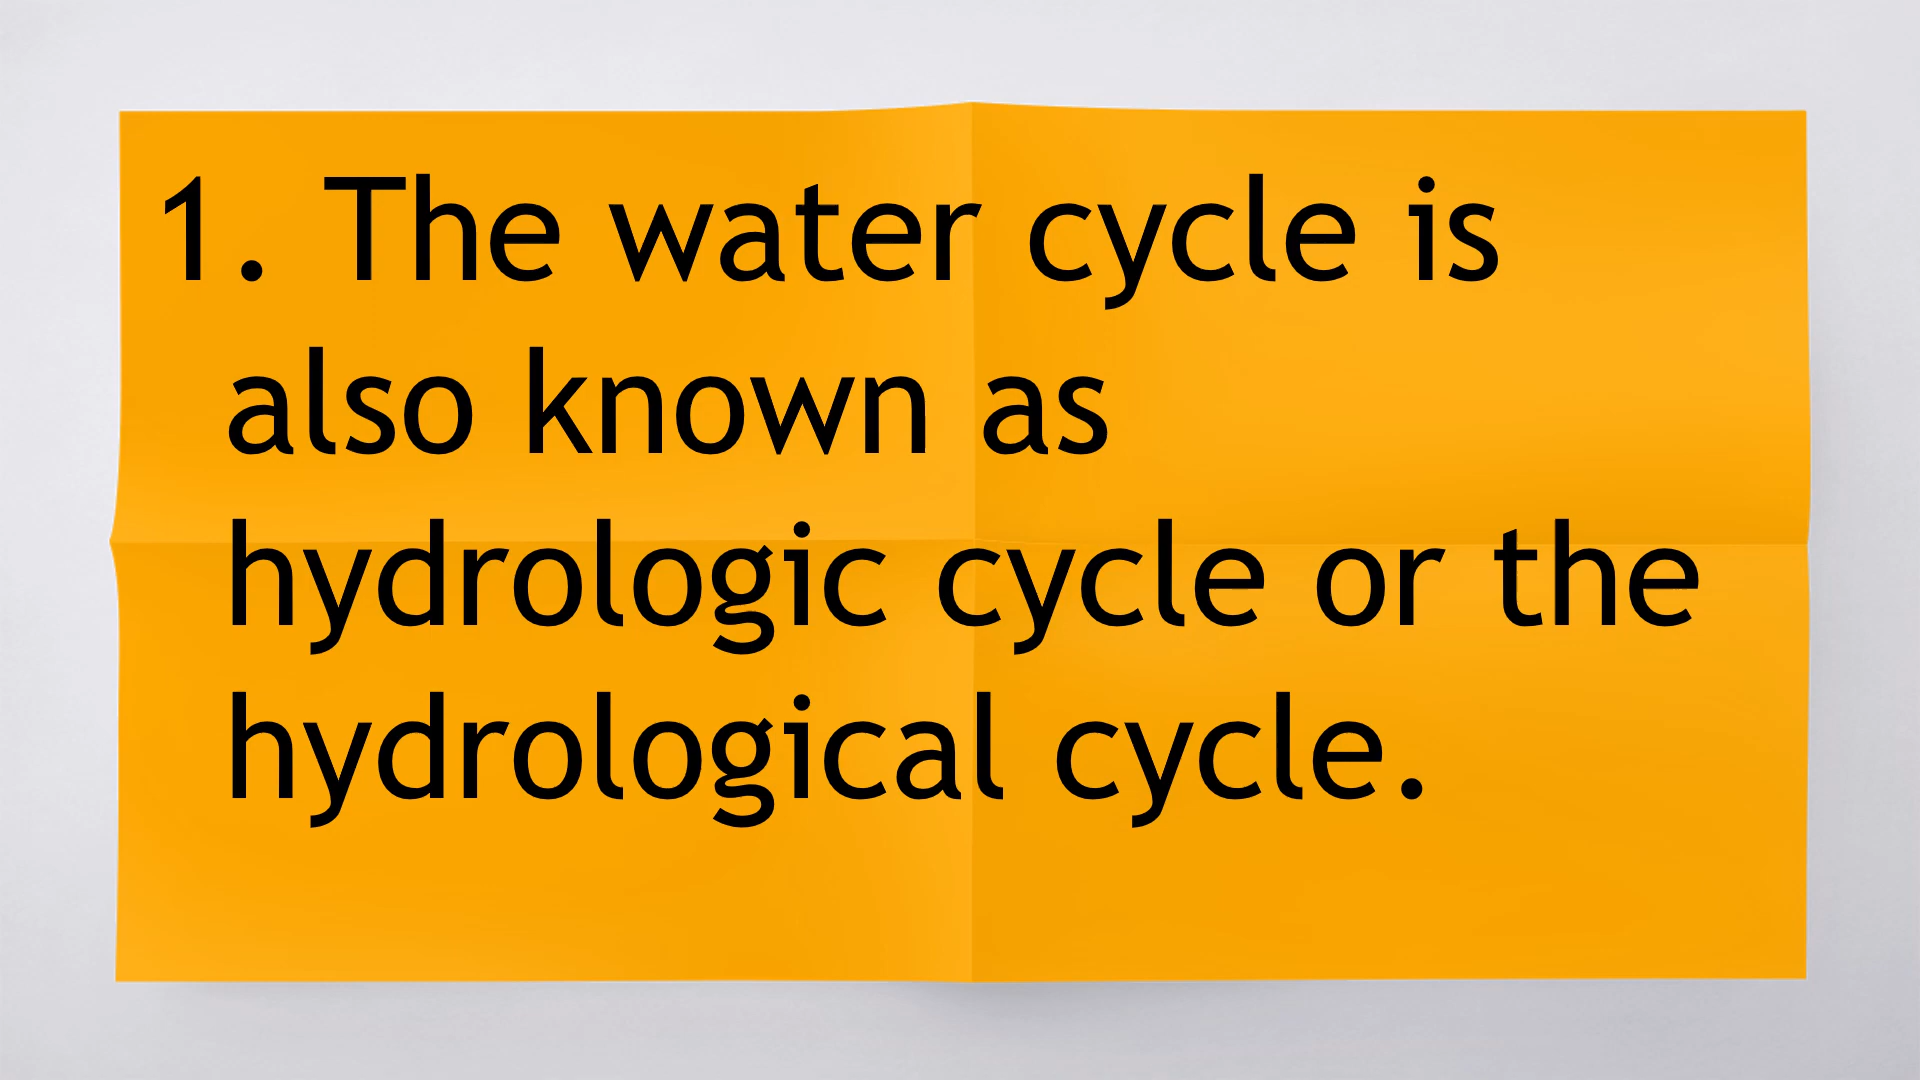 1. The water cycle is
also known as
hydrologic cycle or the
hydrological cycle.